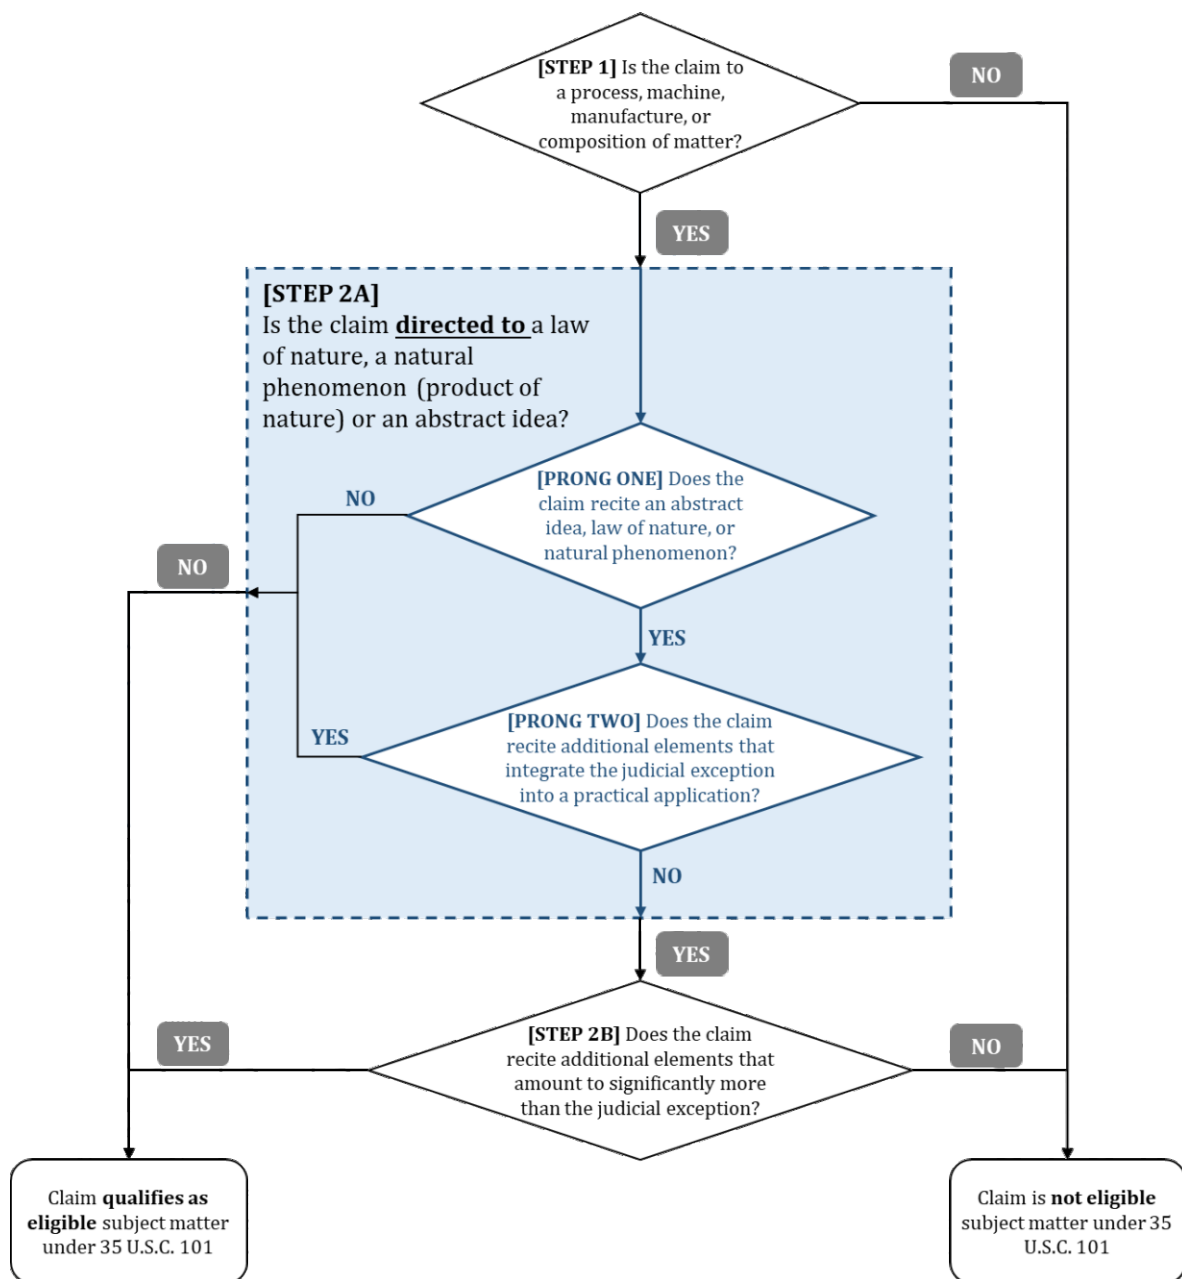 [STEP 1] Is the claim to
a process, machine,
manufacture, or
composition of matter?
NO
YES
[STEP 2A]
Is the claim directed to a law
of nature, a natural
phenomenon (product of
nature) or an abstract idea?
[PRONG ONE] Does the
claim recite an abstract
idea, law of nature, or
natural phenomenon?
NO
NO
YES
[PRONG TWO] Does the claim
recite additional elements that
integrate the judicial exception
into a practical application?
YES
NO
YES
[STEP 2B] Does the claim
recite additional elements that
amount to significantly more
than the judicial exception?
YES
NO
Claim qualifies as
eligible subject matter
under 35 U.S.C. 101
Claim is not eligible
subject matter under 35
U.S.C. 101